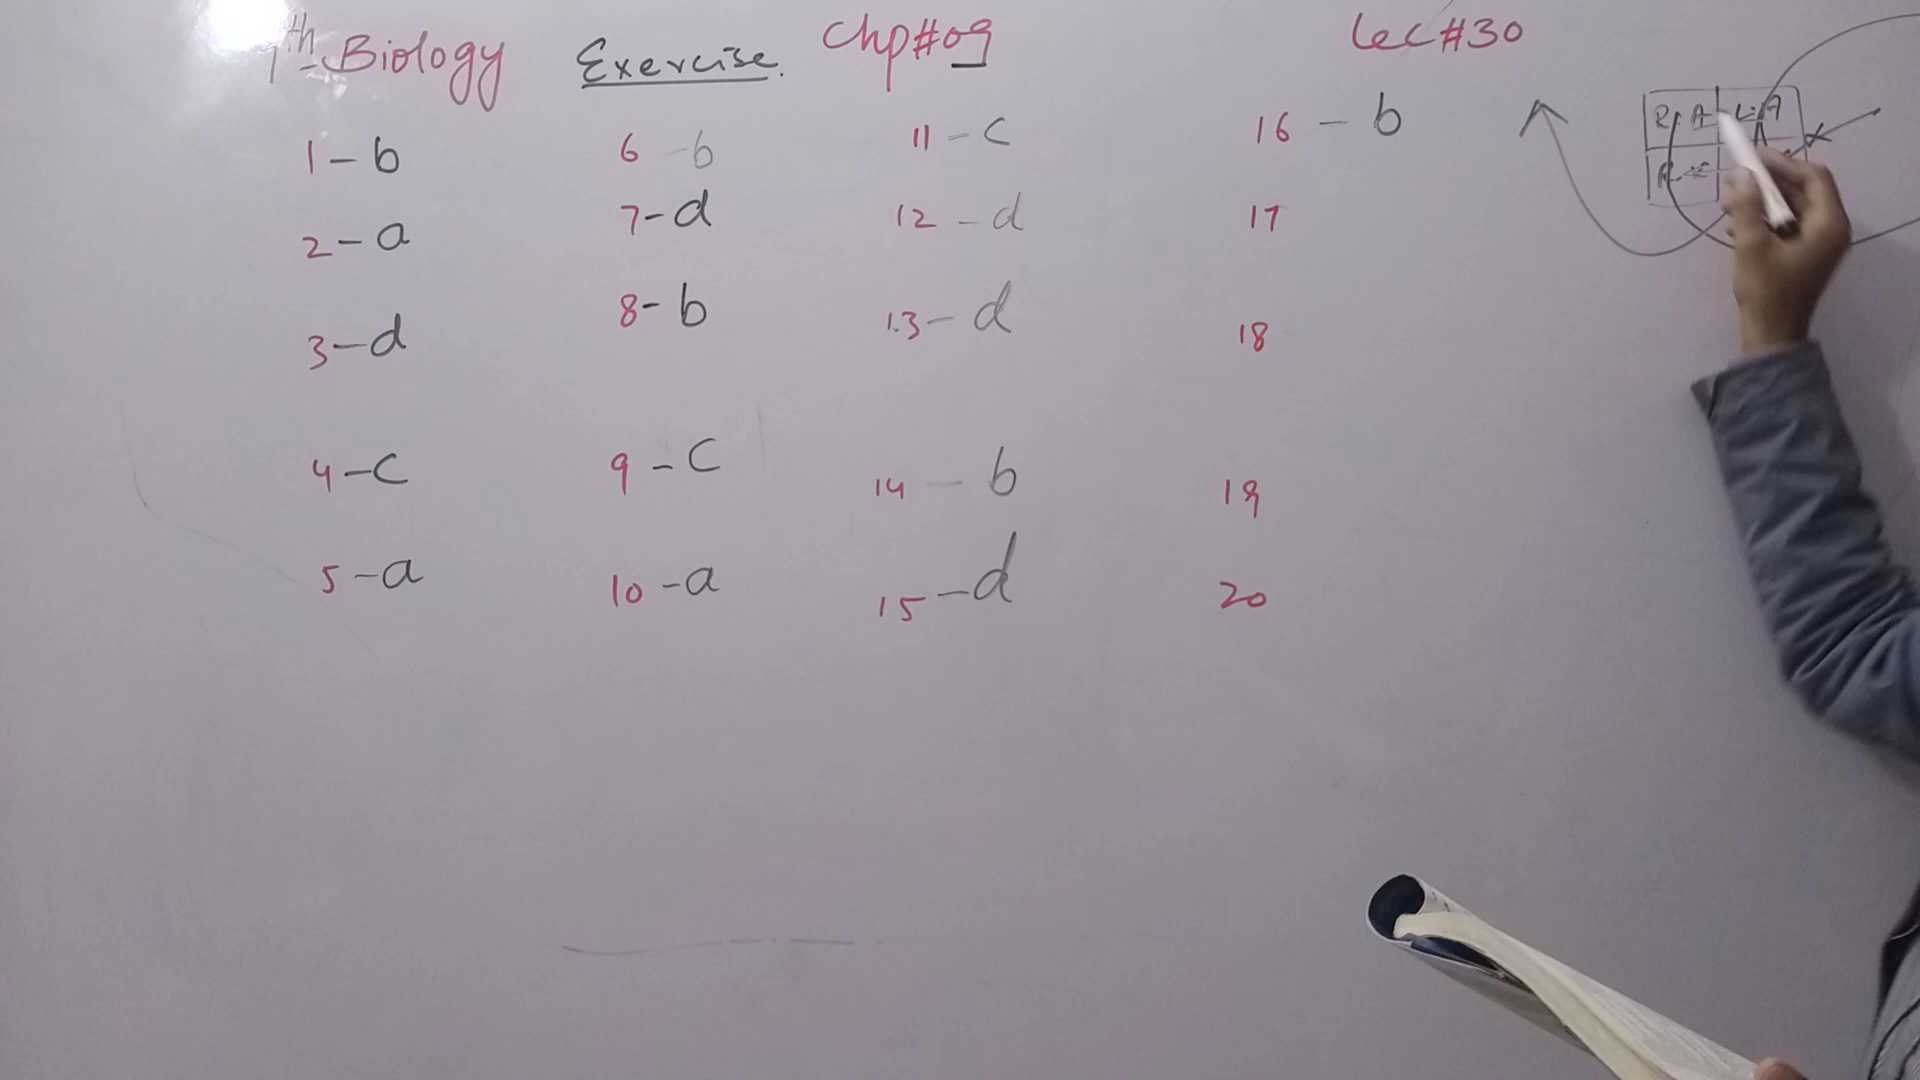 th Biology Exercise. Chp#09 Lec#30
1 - b 6 - b 11 - c 16 - b
2 - a 7 - d 12 - d 17
3 - d 8 - b 13 - d 18
4 - c 9 - c 14 - b 19
5 - a 10 - a 15 - d 20
R.A L.A